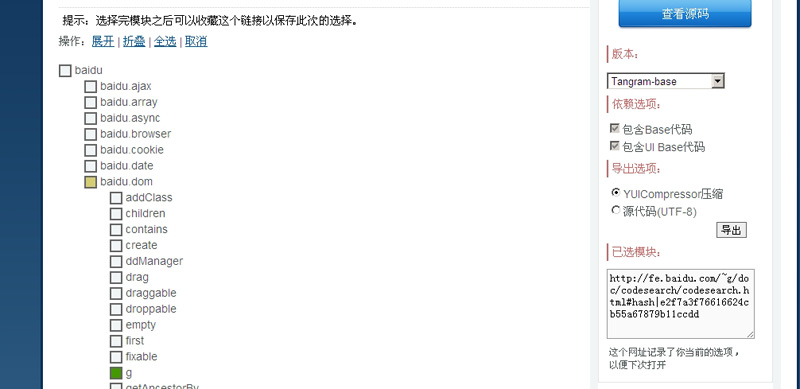 提示：选择完模块之后可以收藏这个链接以保存此次的选择。
操作：展开 | 折叠 | 全选 | 取消
baidu
baidu.ajax
baidu.array
baidu.async
baidu.browser
baidu.cookie
baidu.date
baidu.dom
addClass
children
contains
create
ddManager
drag
draggable
droppable
empty
first
fixable
g
getAncestorBy
查看源码
版本：
Tangram-base
依赖选项：
包含Base代码
包含UI Base代码
导出选项：
YUICompressor压缩
源代码(UTF-8)
导出
已选模块：
http://fe.baidu.com/~g/do
c/codesearch/codesearch.h
tml#hash|e2f7a3f76616624c
b55a67879b11ccdd
这个网址记录了你当前的选项，
以便下次打开